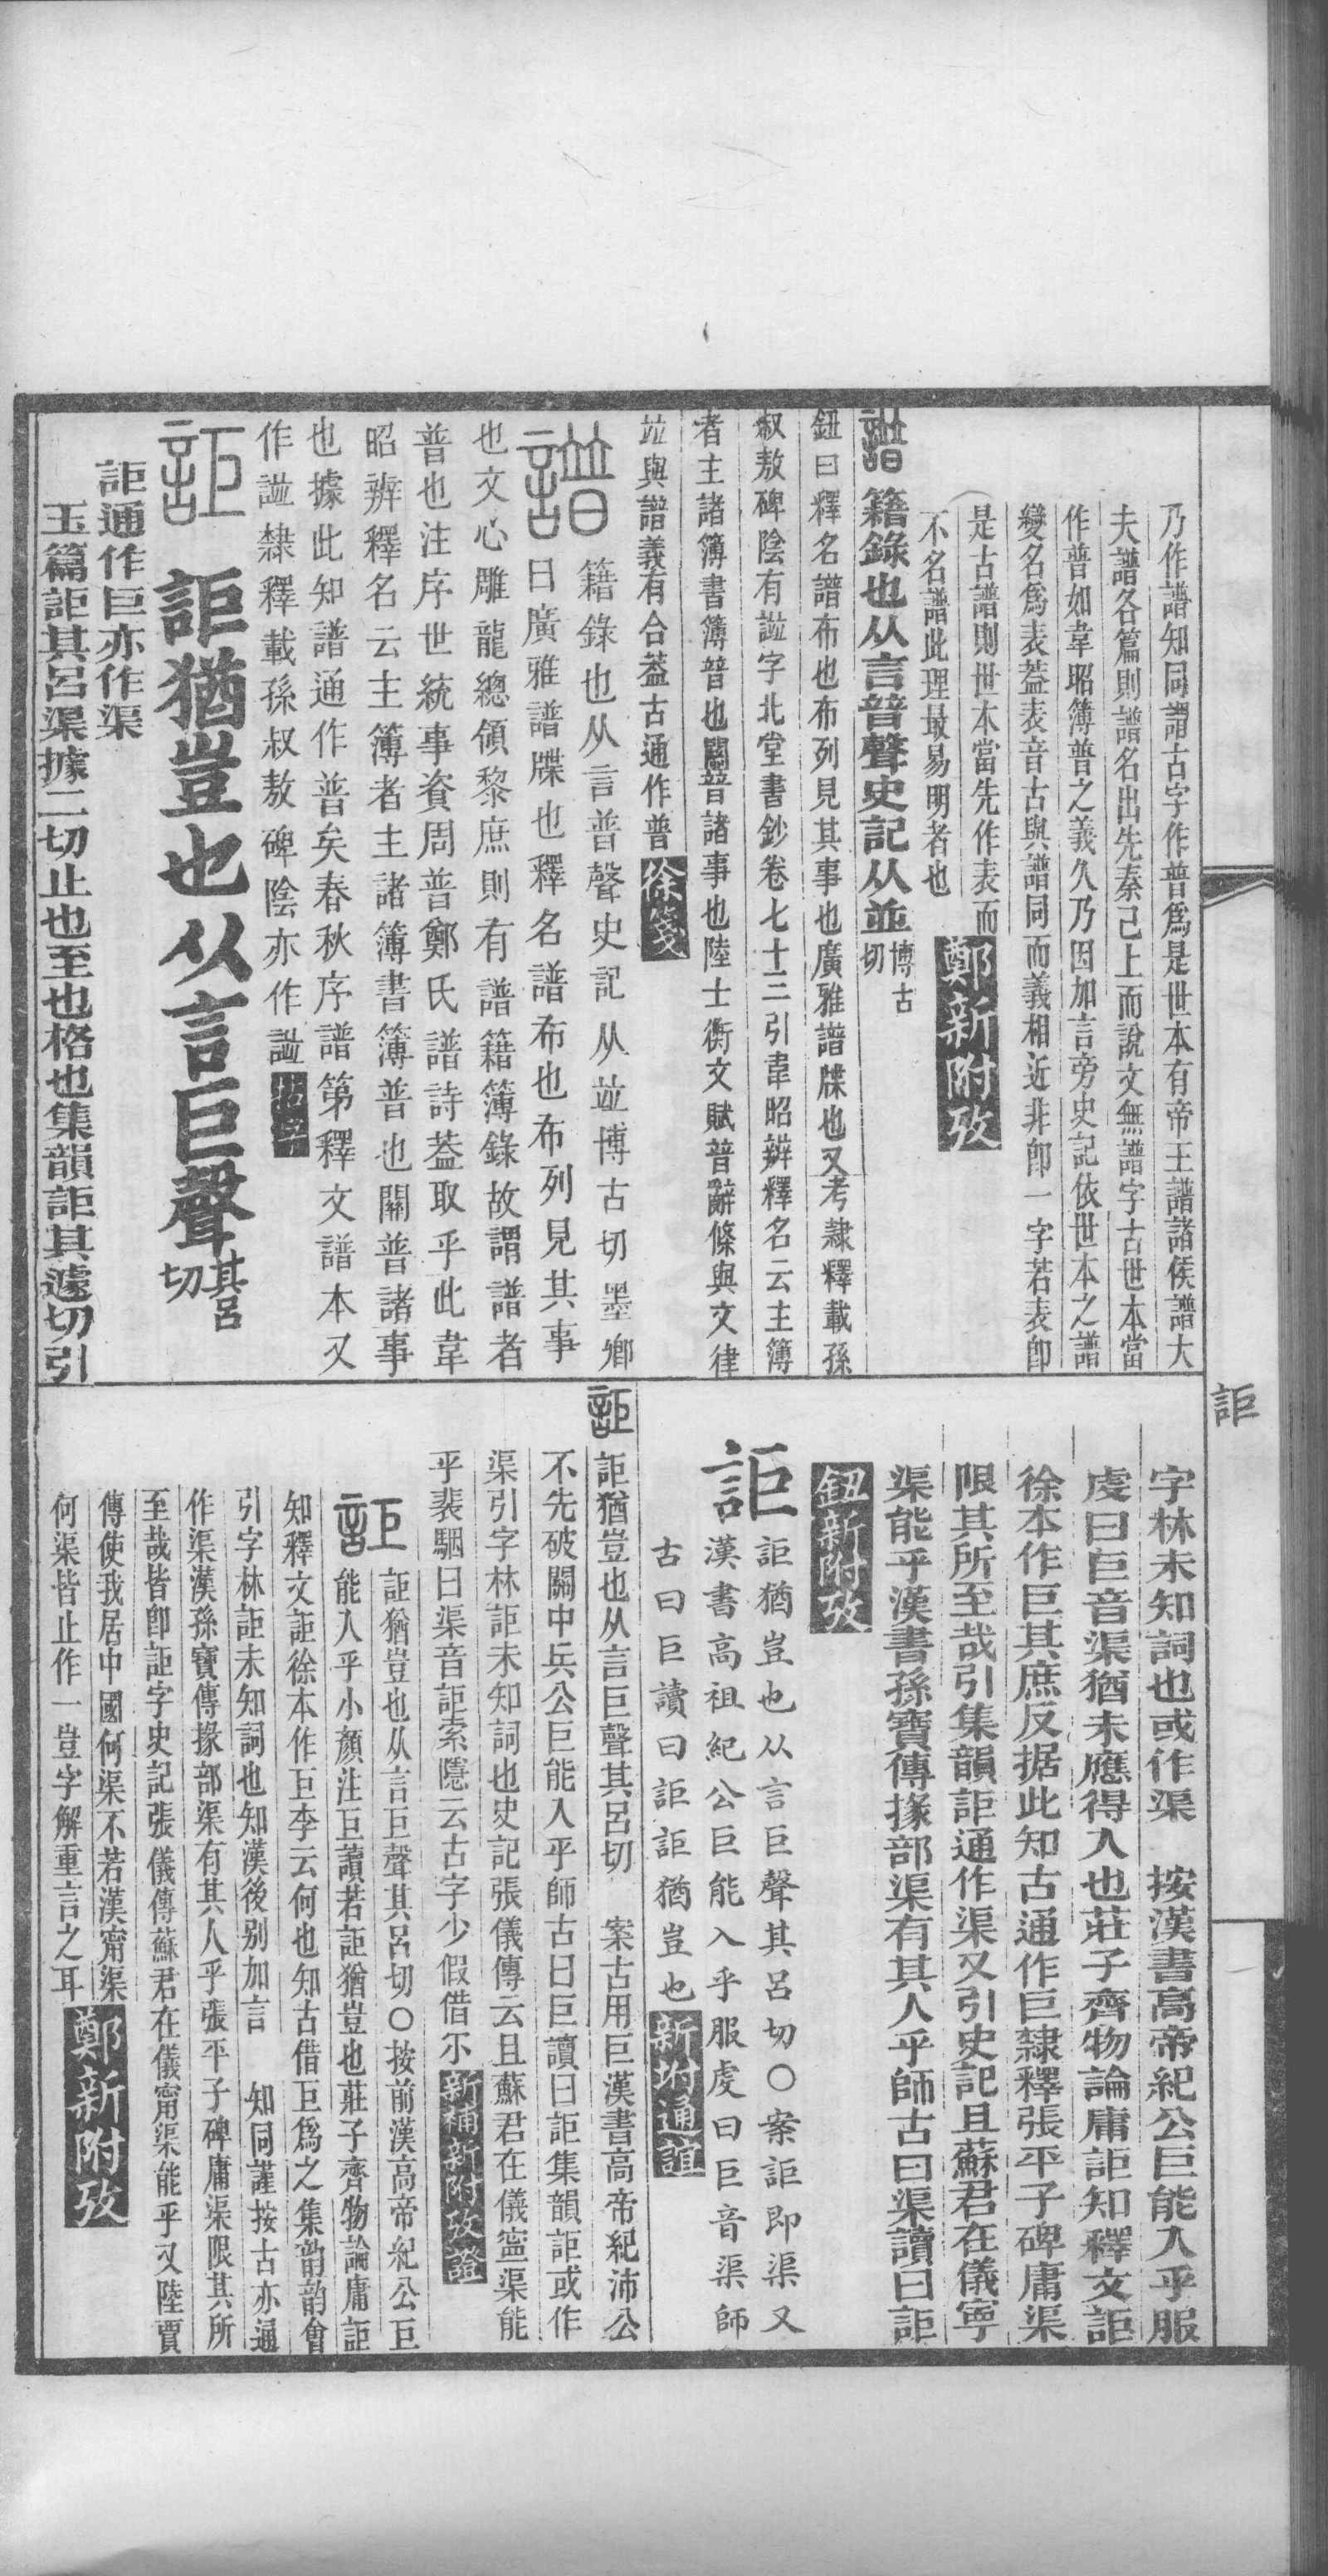 乃作譜知同謂古字作普爲是世本有帝王譜諸侯譜大
夫譜各篇則譜名出先秦已上而說文無譜字古世本當
作普如韋昭簿普之義久乃因加言旁史記依世本之譜
變名爲表葢表音古與譜同而義相近非卽一字若表卽
是古譜則世本當先作表而
不名譜此理最易明者也
鄭新附攷
譜 籍錄也从言普聲史記从並博古切
鈕曰釋名譜布也布列見其事也廣雅譜牒也又考隸釋載孫
叔敖碑陰有諩字北堂書鈔卷七十三引韋昭辨釋名云主簿
者主諸簿書簿普也關普諸事也陸士衡文賦普辭條與文律
竝與譜義有合葢古通作普
徐箋
譜 籍錄也从言普聲史記从竝博古切墨鄉
曰廣雅譜牒也釋名譜布也布列見其事
也文心雕龍總領黎庶則有譜籍簿錄故謂譜者
普也注序世統事資周普鄭氏譜詩葢取乎此韋
昭辨釋名云主簿者主諸簿書簿普也關普諸事
也據此知譜通作普矣春秋序譜第釋文譜本又
作諩隸釋載孫叔敖碑陰亦作諩
詎 詎猶豈也从言巨聲其呂切
詎通作巨亦作渠
玉篇詎其呂渠據二切止也至也格也集韻詎其遽切引
詎
字林未知詞也或作渠 按漢書高帝紀公巨能入乎服
虔曰巨音渠猶未應得入也莊子齊物論庸詎知釋文詎
徐本作巨其庶反据此知古通作巨隸釋張平子碑庸渠
限其所至哉引集韻詎通作渠又引史記且蘇君在儀寧
渠能乎漢書孫寶傳掾部渠有其人乎師古曰渠讀曰詎
鈕新附攷
詎 詎猶豈也从言巨聲其呂切〇案詎即渠又
漢書高祖紀公巨能入乎服虔曰巨音渠師
古曰巨讀曰詎詎猶豈也
新坿通誼
詎 詎猶豈也从言巨聲其呂切 案古用巨漢書高帝紀沛公
不先破關中兵公巨能入乎師古曰巨讀曰詎集韻詎或作
渠引字林詎未知詞也史記張儀傳云且蘇君在儀寍渠能
乎裴駰曰渠音詎索隱云古字少假借尒
新補新附攷證
詎 詎猶豈也从言巨聲其呂切〇按前漢高帝紀公巨
能入乎小顏注巨讀若詎猶豈也莊子齊物論庸詎
知釋文詎徐本作巨李云何也知古借巨爲之集韵韵會
引字林詎未知詞也知漢後别加言 知同謹按古亦通
作渠漢孫寶傳掾部渠有其人乎張平子碑庸渠限其所
至哉皆卽詎字史記張儀傳蘇君在儀甯渠能乎又陸賈
傳使我居中國何渠不若漢甯渠
何渠皆止作一豈字解重言之耳
鄭新附攷